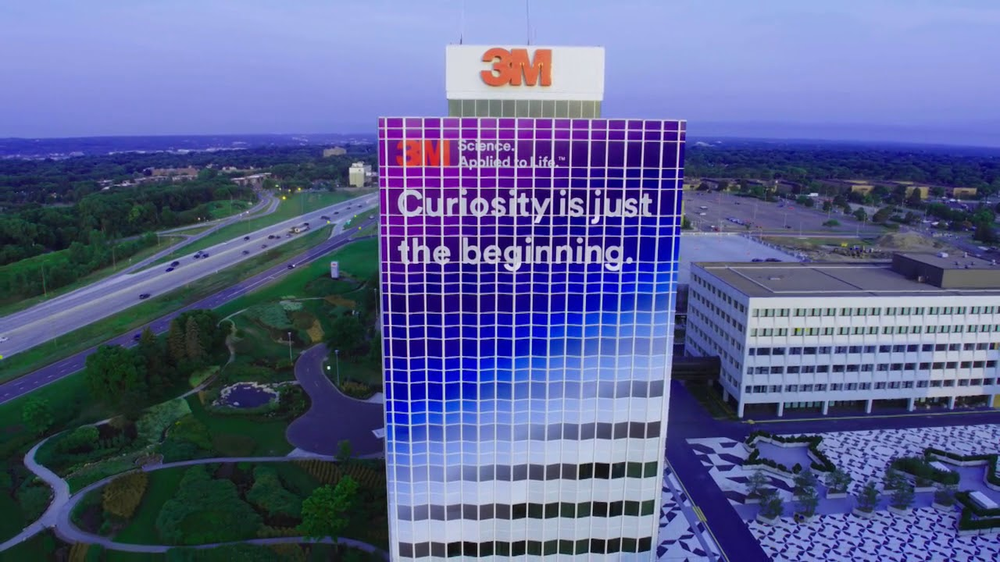 3M
3M Science.
Applied to Life.™
Curiosity is just
the beginning.